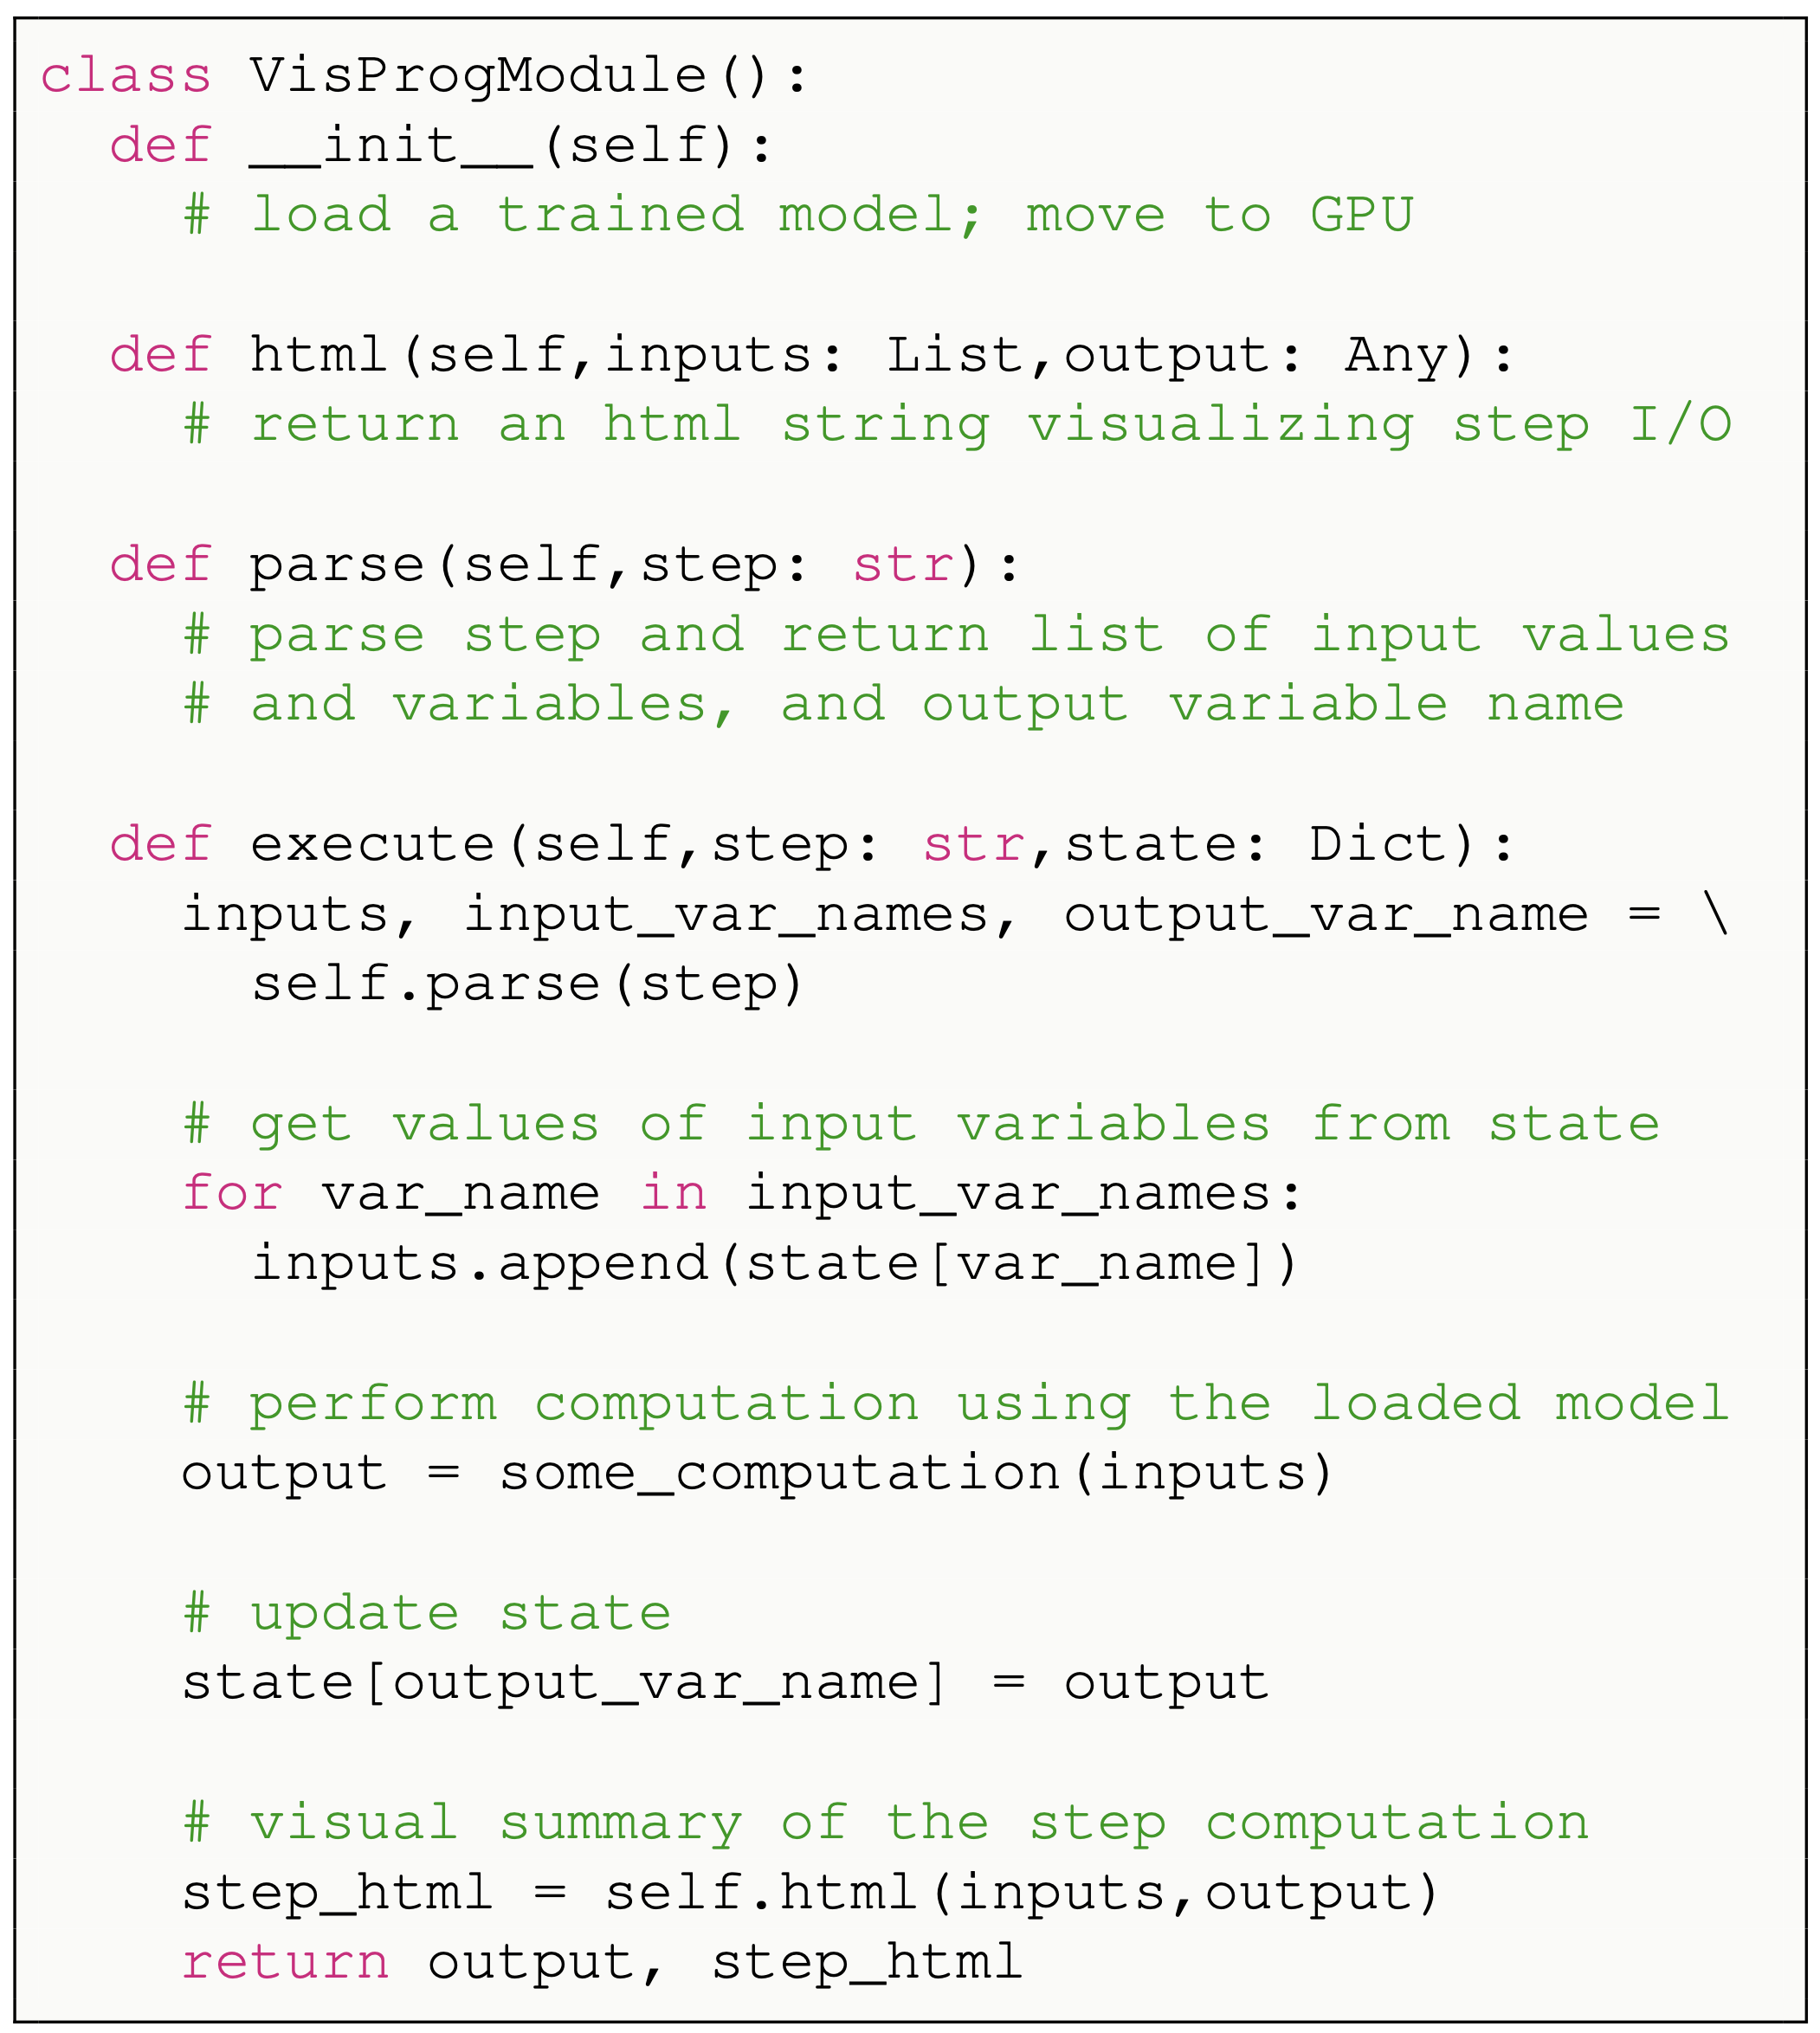 class VisProgModule():
  def __init__(self):
    # load a trained model; move to GPU

  def html(self,inputs: List,output: Any):
    # return an html string visualizing step I/O

  def parse(self,step: str):
    # parse step and return list of input values
    # and variables, and output variable name

  def execute(self,step: str,state: Dict):
    inputs, input_var_names, output_var_name = \
      self.parse(step)

    # get values of input variables from state
    for var_name in input_var_names:
      inputs.append(state[var_name])

    # perform computation using the loaded model
    output = some_computation(inputs)

    # update state
    state[output_var_name] = output

    # visual summary of the step computation
    step_html = self.html(inputs,output)
    return output, step_html